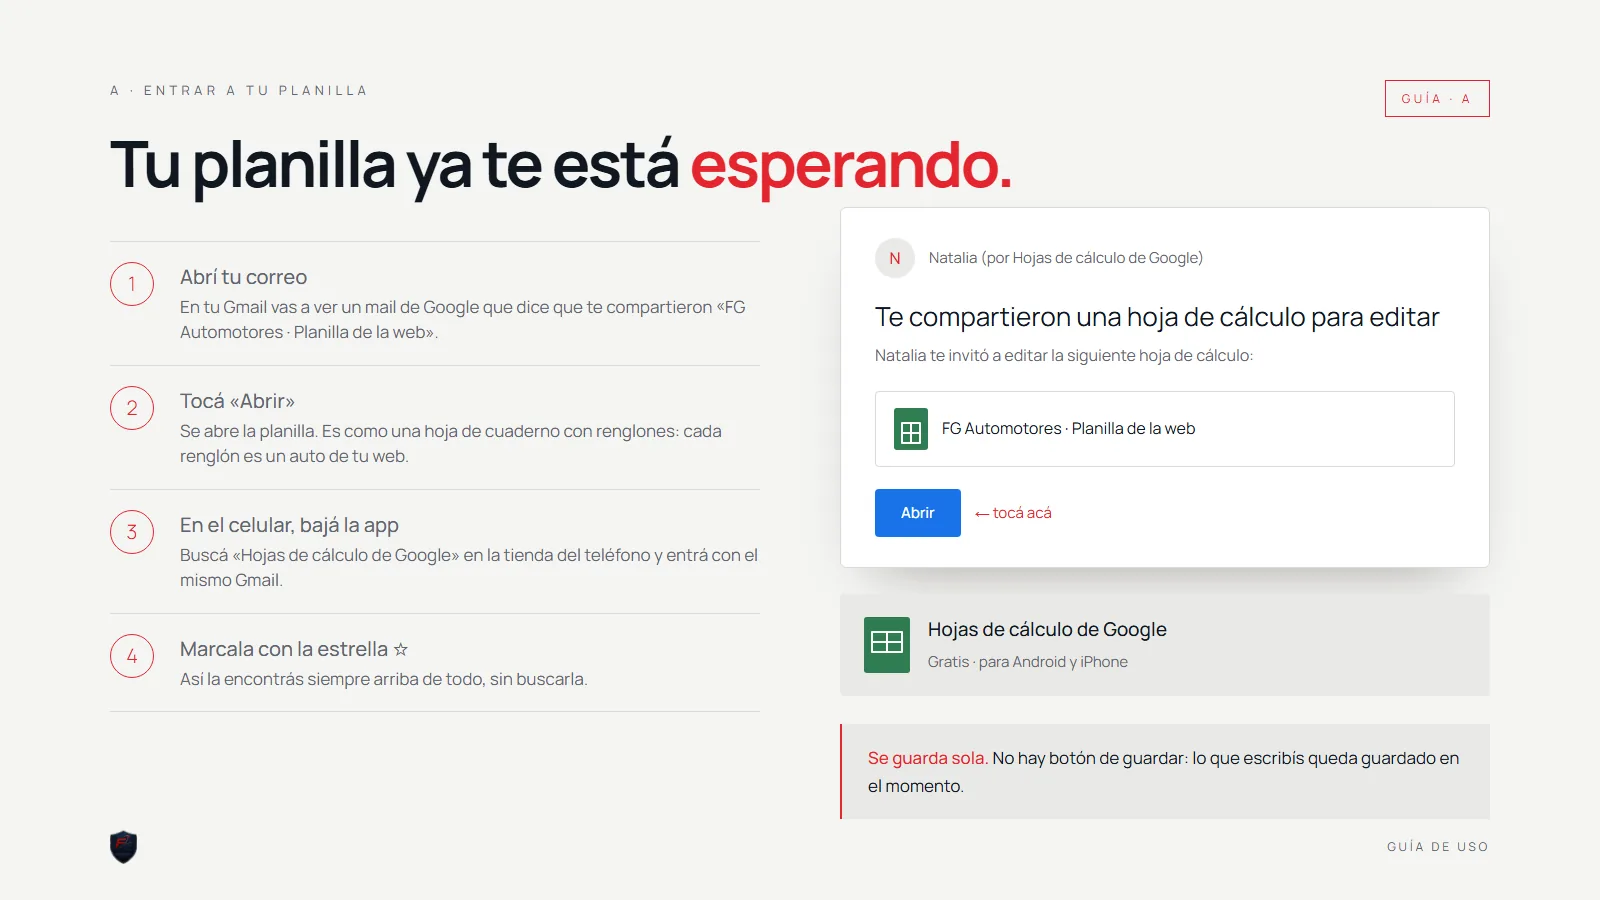 A · ENTRAR A TU PLANILLA
GUÍA · A
Tu planilla ya te está esperando.
1
Abrí tu correo
En tu Gmail vas a ver un mail de Google que dice que te compartieron «FG
Automotores · Planilla de la web».
2
Tocá «Abrir»
Se abre la planilla. Es como una hoja de cuaderno con renglones: cada
renglón es un auto de tu web.
3
En el celular, bajá la app
Buscá «Hojas de cálculo de Google» en la tienda del teléfono y entrá con el
mismo Gmail.
4
Marcala con la estrella ☆
Así la encontrás siempre arriba de todo, sin buscarla.
N
Natalia (por Hojas de cálculo de Google)
Te compartieron una hoja de cálculo para editar
Natalia te invitó a editar la siguiente hoja de cálculo:
FG Automotores · Planilla de la web
Abrir
← tocá acá
Hojas de cálculo de Google
Gratis · para Android y iPhone
Se guarda sola. No hay botón de guardar: lo que escribís queda guardado en
el momento.
GUÍA DE USO